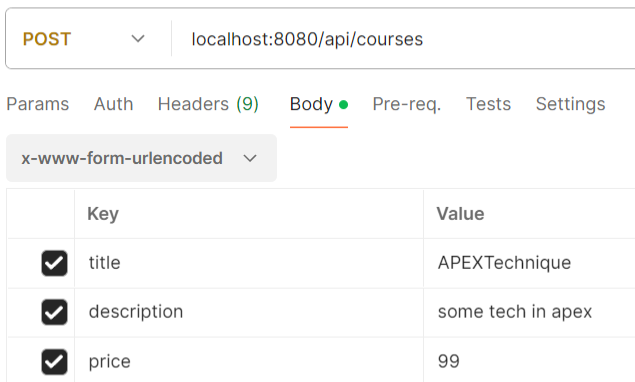 POST localhost:8080/api/courses
Params Auth Headers (9) Body Pre-req. Tests Settings
x-www-form-urlencoded
Key Value
title APEXTechnique
description some tech in apex
price 99